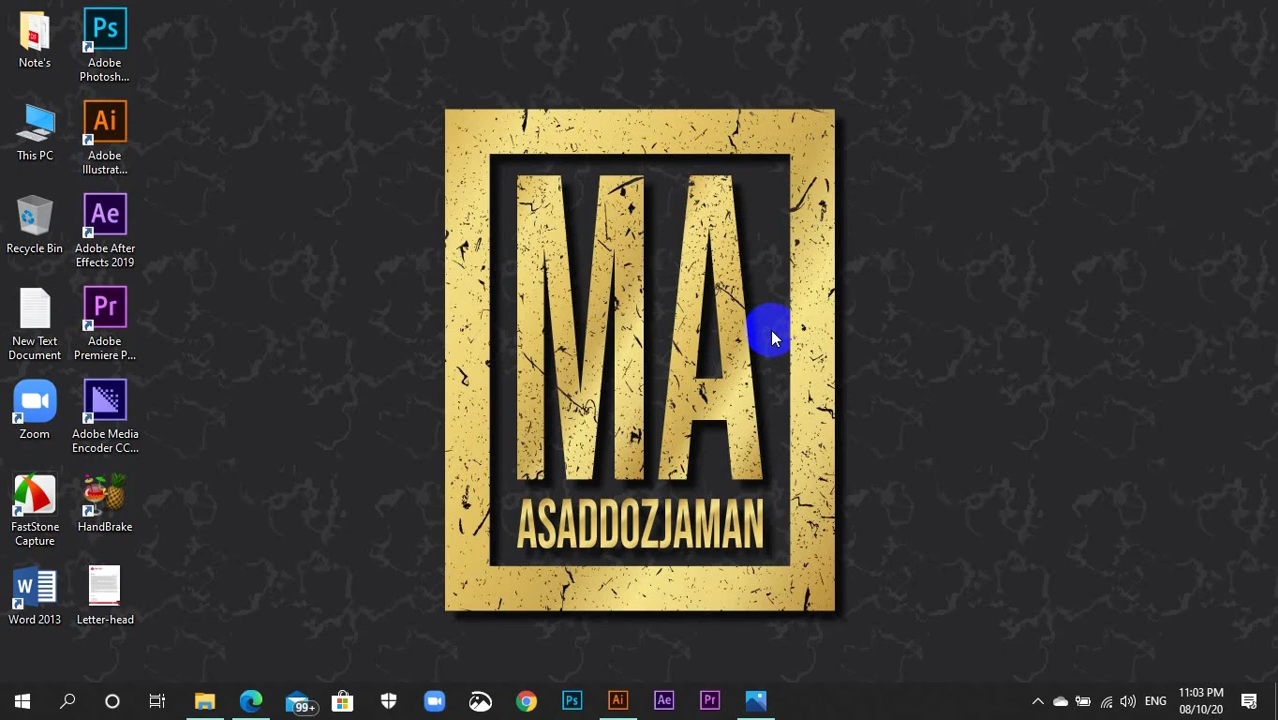 Note's
Ps
Adobe
Photosh...
This PC
Ai
Adobe
Illustrat...
Recycle Bin
Ae
Adobe After
Effects 2019
New Text
Document
Pr
Adobe
Premiere P...
Zoom
Adobe Media
Encoder CC...
FastStone
Capture
HandBrake
W
Word 2013
Letter-head
MA
ASADDOZJAMAN
99+
Ps
Ai
Ae
Pr
ENG
11:03 PM
08/10/20